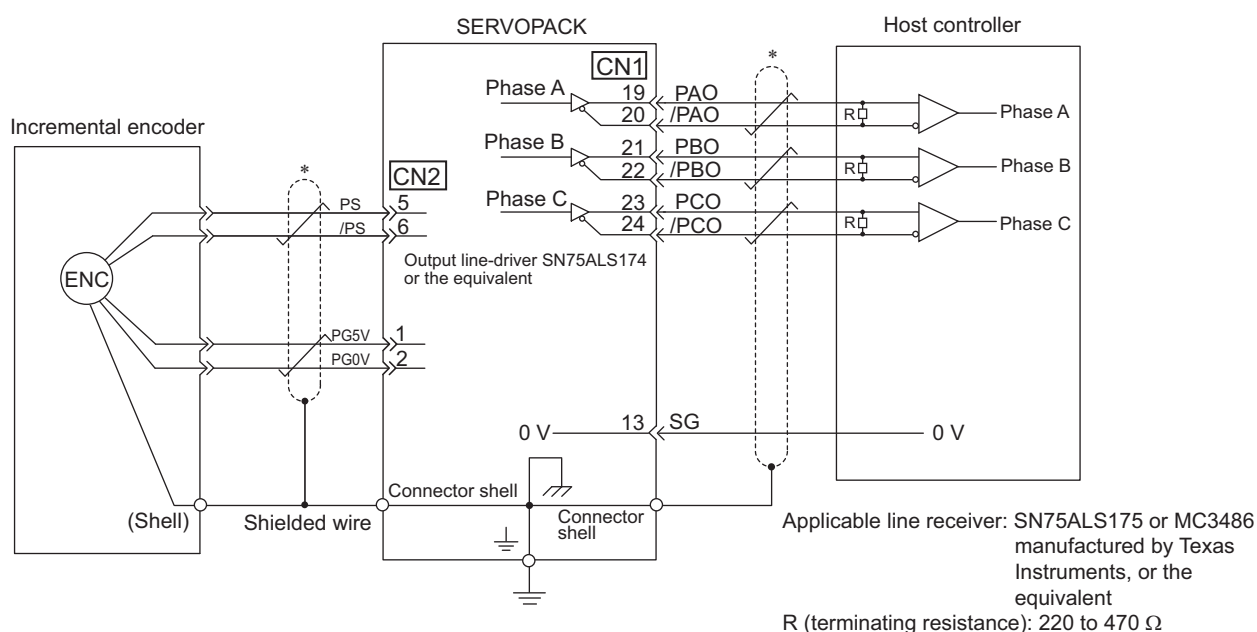 SERVOPACK
Host controller
Incremental encoder
CN1
*
Phase A
19
PAO
R
Phase A
20
/PAO
Phase B
21
PBO
R
Phase B
22
/PBO
Phase C
23
PCO
R
Phase C
24
/PCO
*
CN2
PS
5
/PS
6
Output line-driver SN75ALS174
or the equivalent
ENC
PG5V
1
PG0V
2
0 V
13
SG
0 V
Connector shell
(Shell)
Shielded wire
Connector
shell
Applicable line receiver: SN75ALS175 or MC3486
manufactured by Texas
Instruments, or the
equivalent
R (terminating resistance): 220 to 470 Ω